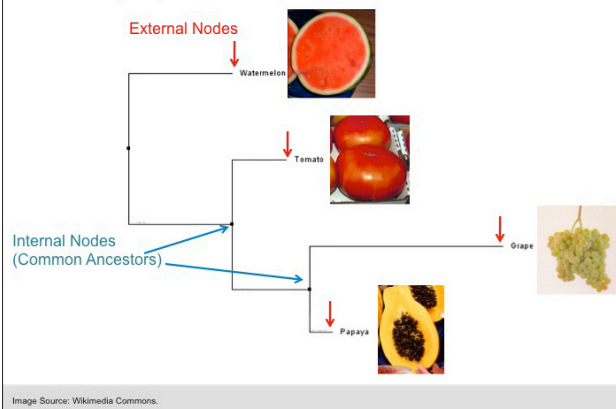 External Nodes
Watermelon
Tomato
Internal Nodes
(Common Ancestors)
Grape
Papaya
Image Source: Wikimedia Commons.